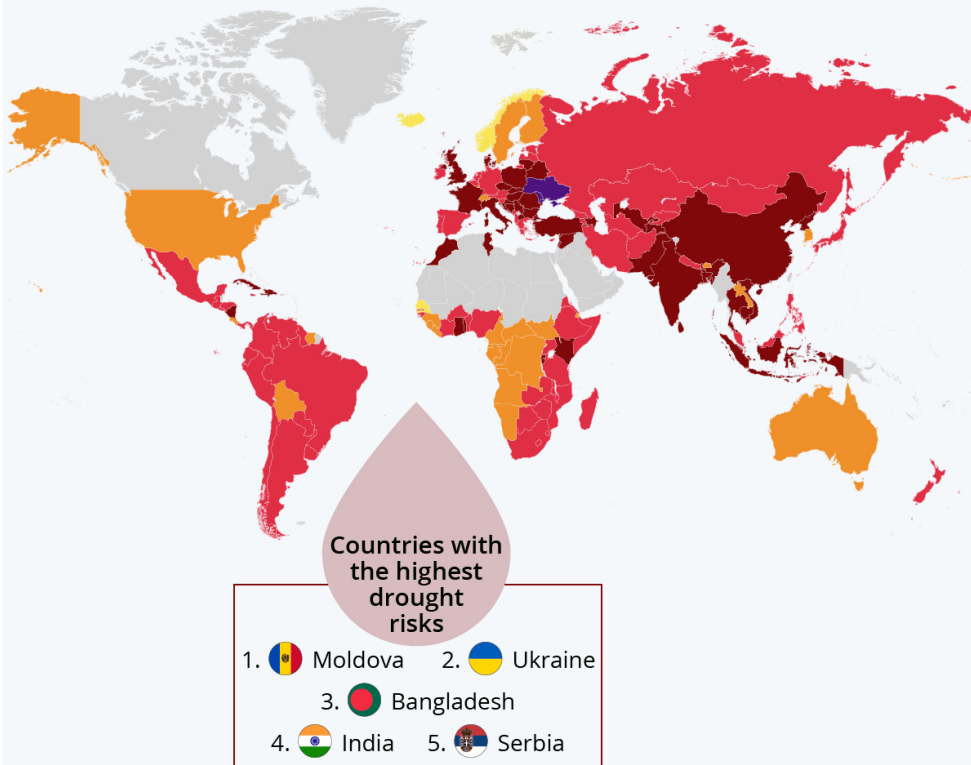 Countries with
the highest
drought
risks
1. Moldova 2. Ukraine
3. Bangladesh
4. India 5. Serbia